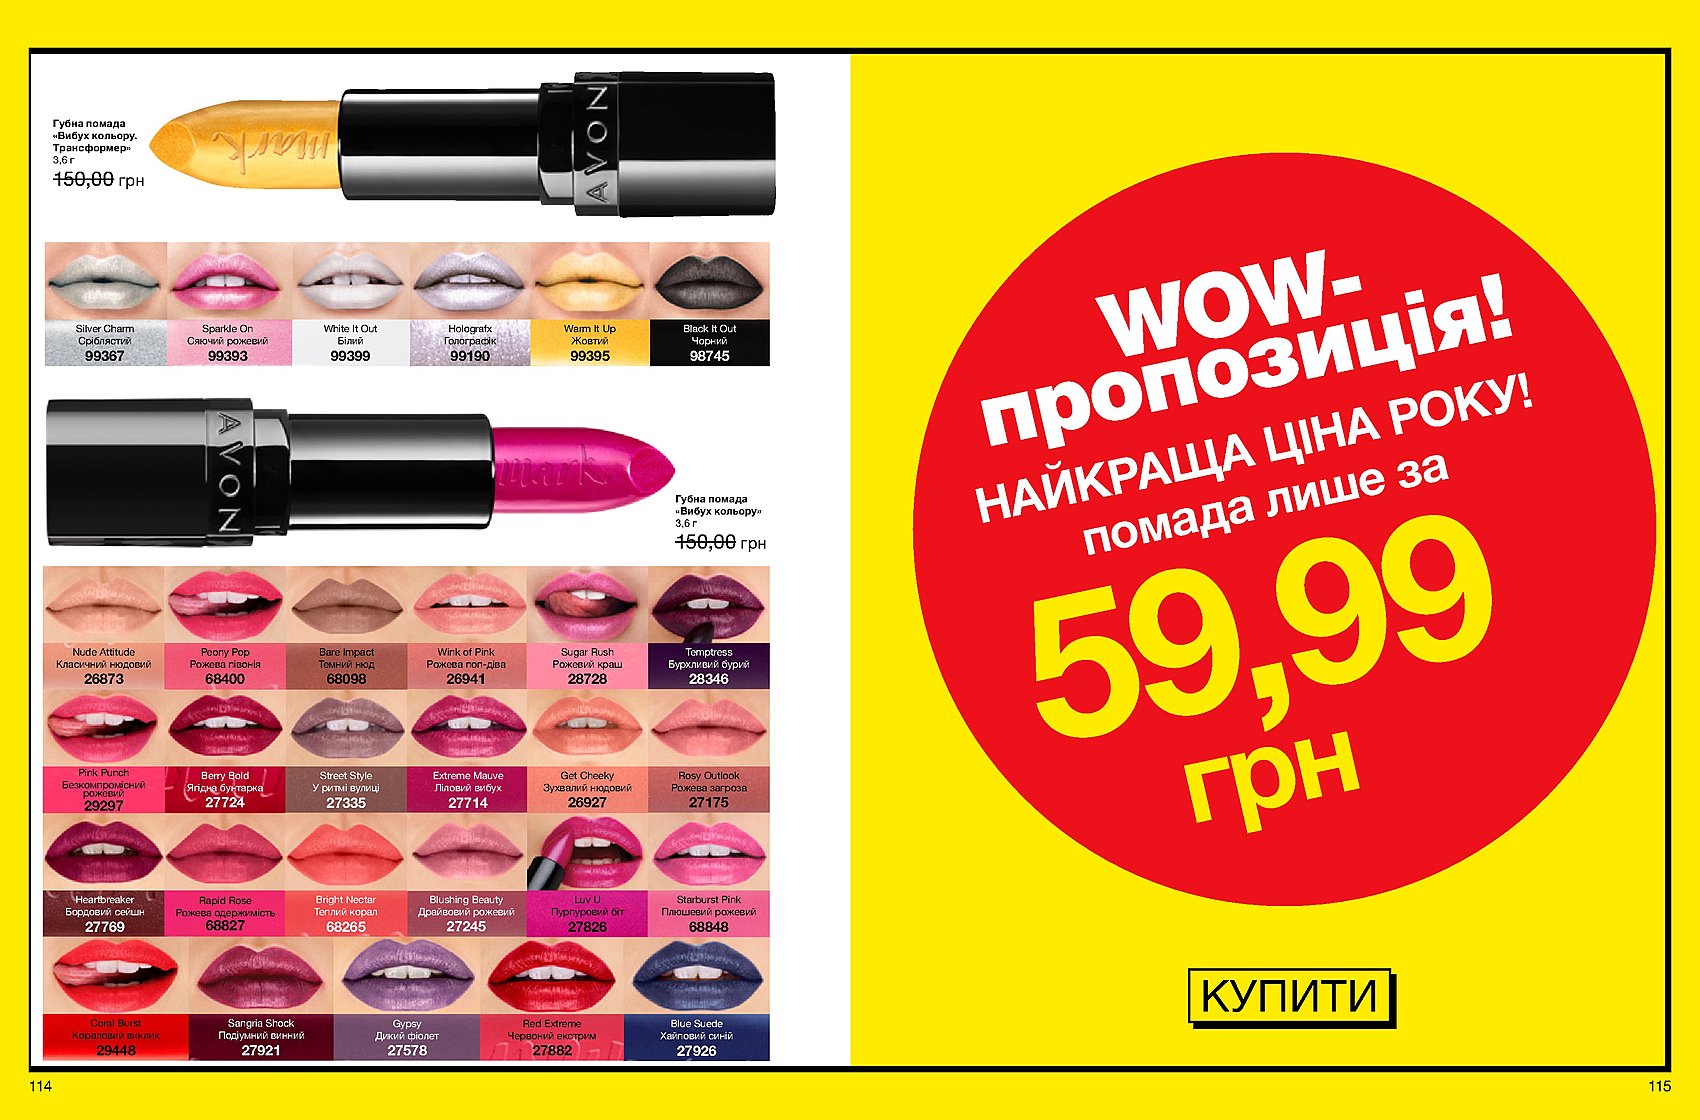 Губна помада
«Вибух кольору.
Трансформер»
3,6 г
150,00 грн
mark.
AVON
Silver Charm
Сріблястий
99367
Sparkle On
Сяючий рожевий
99393
White It Out
Білий
99399
Holografx
Голографік
99190
Warm It Up
Жовтий
99395
Black It Out
Чорний
98745
AVON
mark.
Губна помада
«Вибух кольору»
3,6 г
150,00 грн
Nude Attitude
Класичний нюдовий
26873
Peony Pop
Рожева півонія
68400
Bare Impact
Темний нюд
68098
Wink of Pink
Рожева поп-діва
26941
Sugar Rush
Рожевий краш
28728
Temptress
Бурхливий бурий
28346
Pink Punch
Безкомпромісний
рожевий
29297
Berry Bold
Ягідна бунтарка
27724
Street Style
У ритмі вулиці
27335
Extreme Mauve
Ліловий вибух
27714
Get Cheeky
Зухвалий нюдовий
26927
Rosy Outlook
Рожева загроза
27175
Heartbreaker
Бордовий сейшн
27769
Rapid Rose
Рожева одержимість
68827
Bright Nectar
Теплий корал
68265
Blushing Beauty
Драйвовий рожевий
27245
Luv U
Пурпуровий біт
27826
Starburst Pink
Плюшевий рожевий
68848
Coral Burst
Кораловий виклик
29448
Sangria Shock
Подіумний винний
27921
Gypsy
Дикий фіолет
27578
Red Extreme
Червоний екстрим
27882
Blue Suede
Хайповий синій
27926
114
WOW-
пропозиція!
НАЙКРАЩА ЦІНА РОКУ!
помада лише за
59,99
грн
КУПИТИ
115